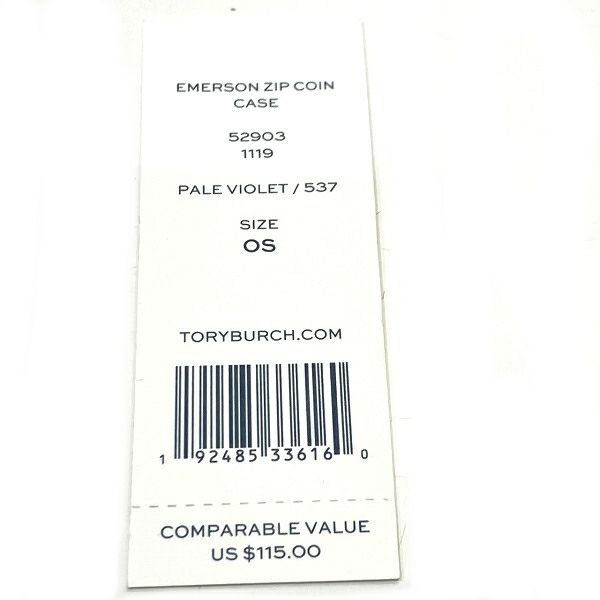 EMERSON ZIP COIN
CASE
52903
1119
PALE VIOLET / 537
SIZE
OS
TORYBURCH.COM
1 92485 33616 0
COMPARABLE VALUE
US $115.00